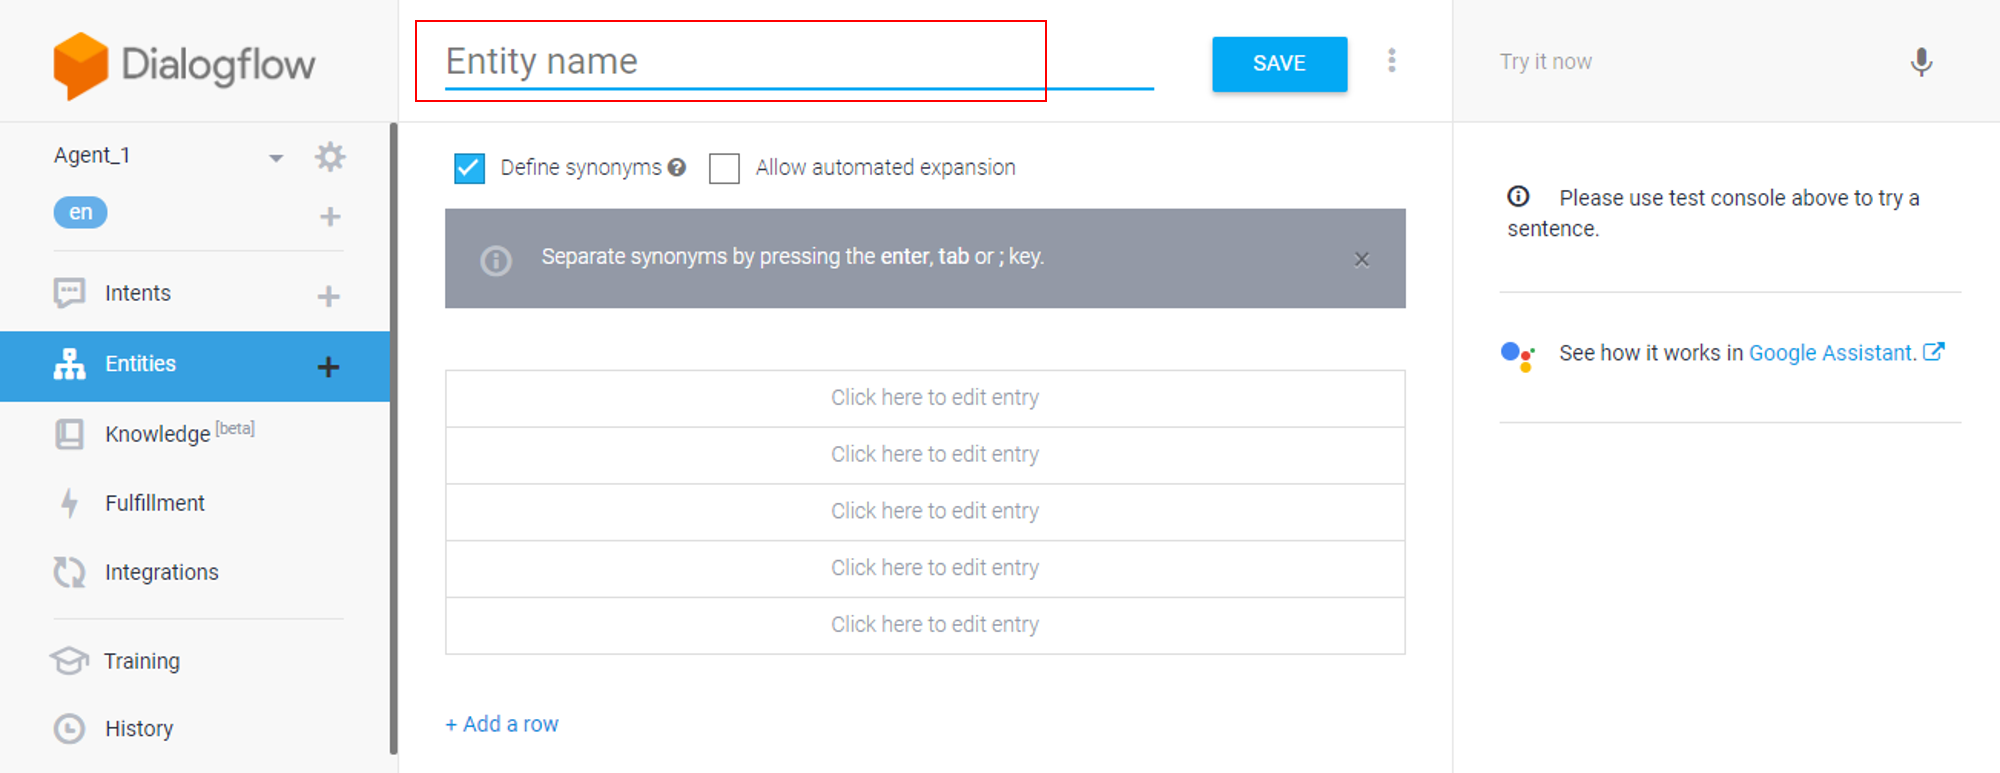 Dialogflow
Entity name
SAVE
Try it now
Agent_1
en
Intents
Entities
Knowledge [beta]
Fulfillment
Integrations
Training
History
Define synonyms ?
Allow automated expansion
Separate synonyms by pressing the enter, tab or ; key.
Click here to edit entry
Click here to edit entry
Click here to edit entry
Click here to edit entry
Click here to edit entry
+ Add a row
Please use test console above to try a
sentence.
See how it works in Google Assistant.